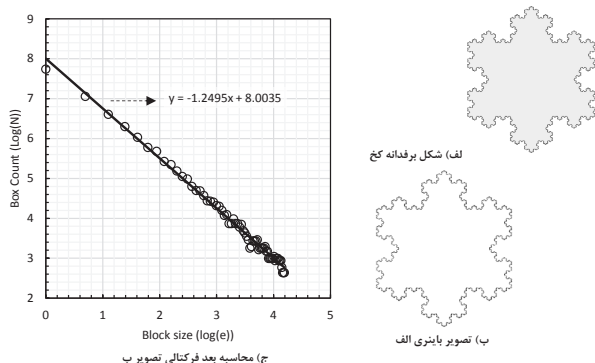 9
8
7
6
5
4
3
2
Box Count (Log(N))
y = -1.2495x + 8.0035
0 1 2 3 4 5
Block size (log(e))
ج) محاسبه بعد فرکتالی تصویر ب
لف) شکل برفدانه کخ
ب) تصویر باینری الف